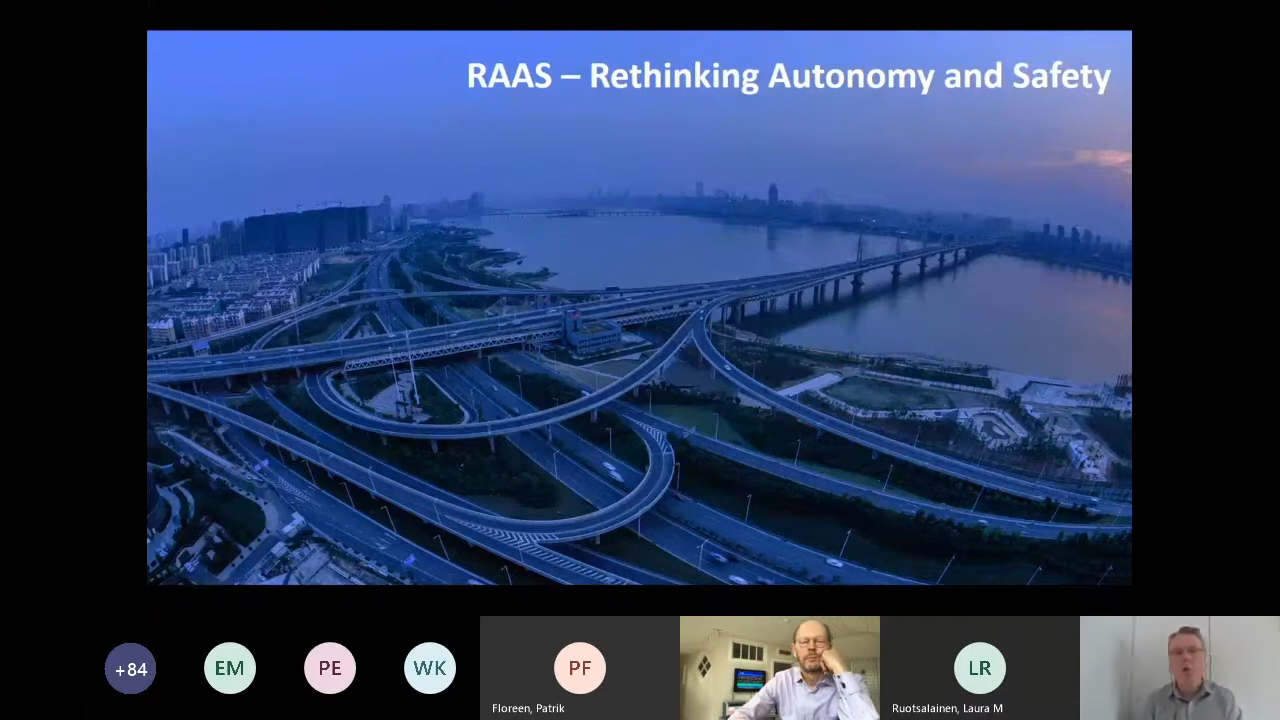 RAAS – Rethinking Autonomy and Safety
+84
EM
PE
WK
PF
LR
Floreen, Patrik
Ruotsalainen, Laura M